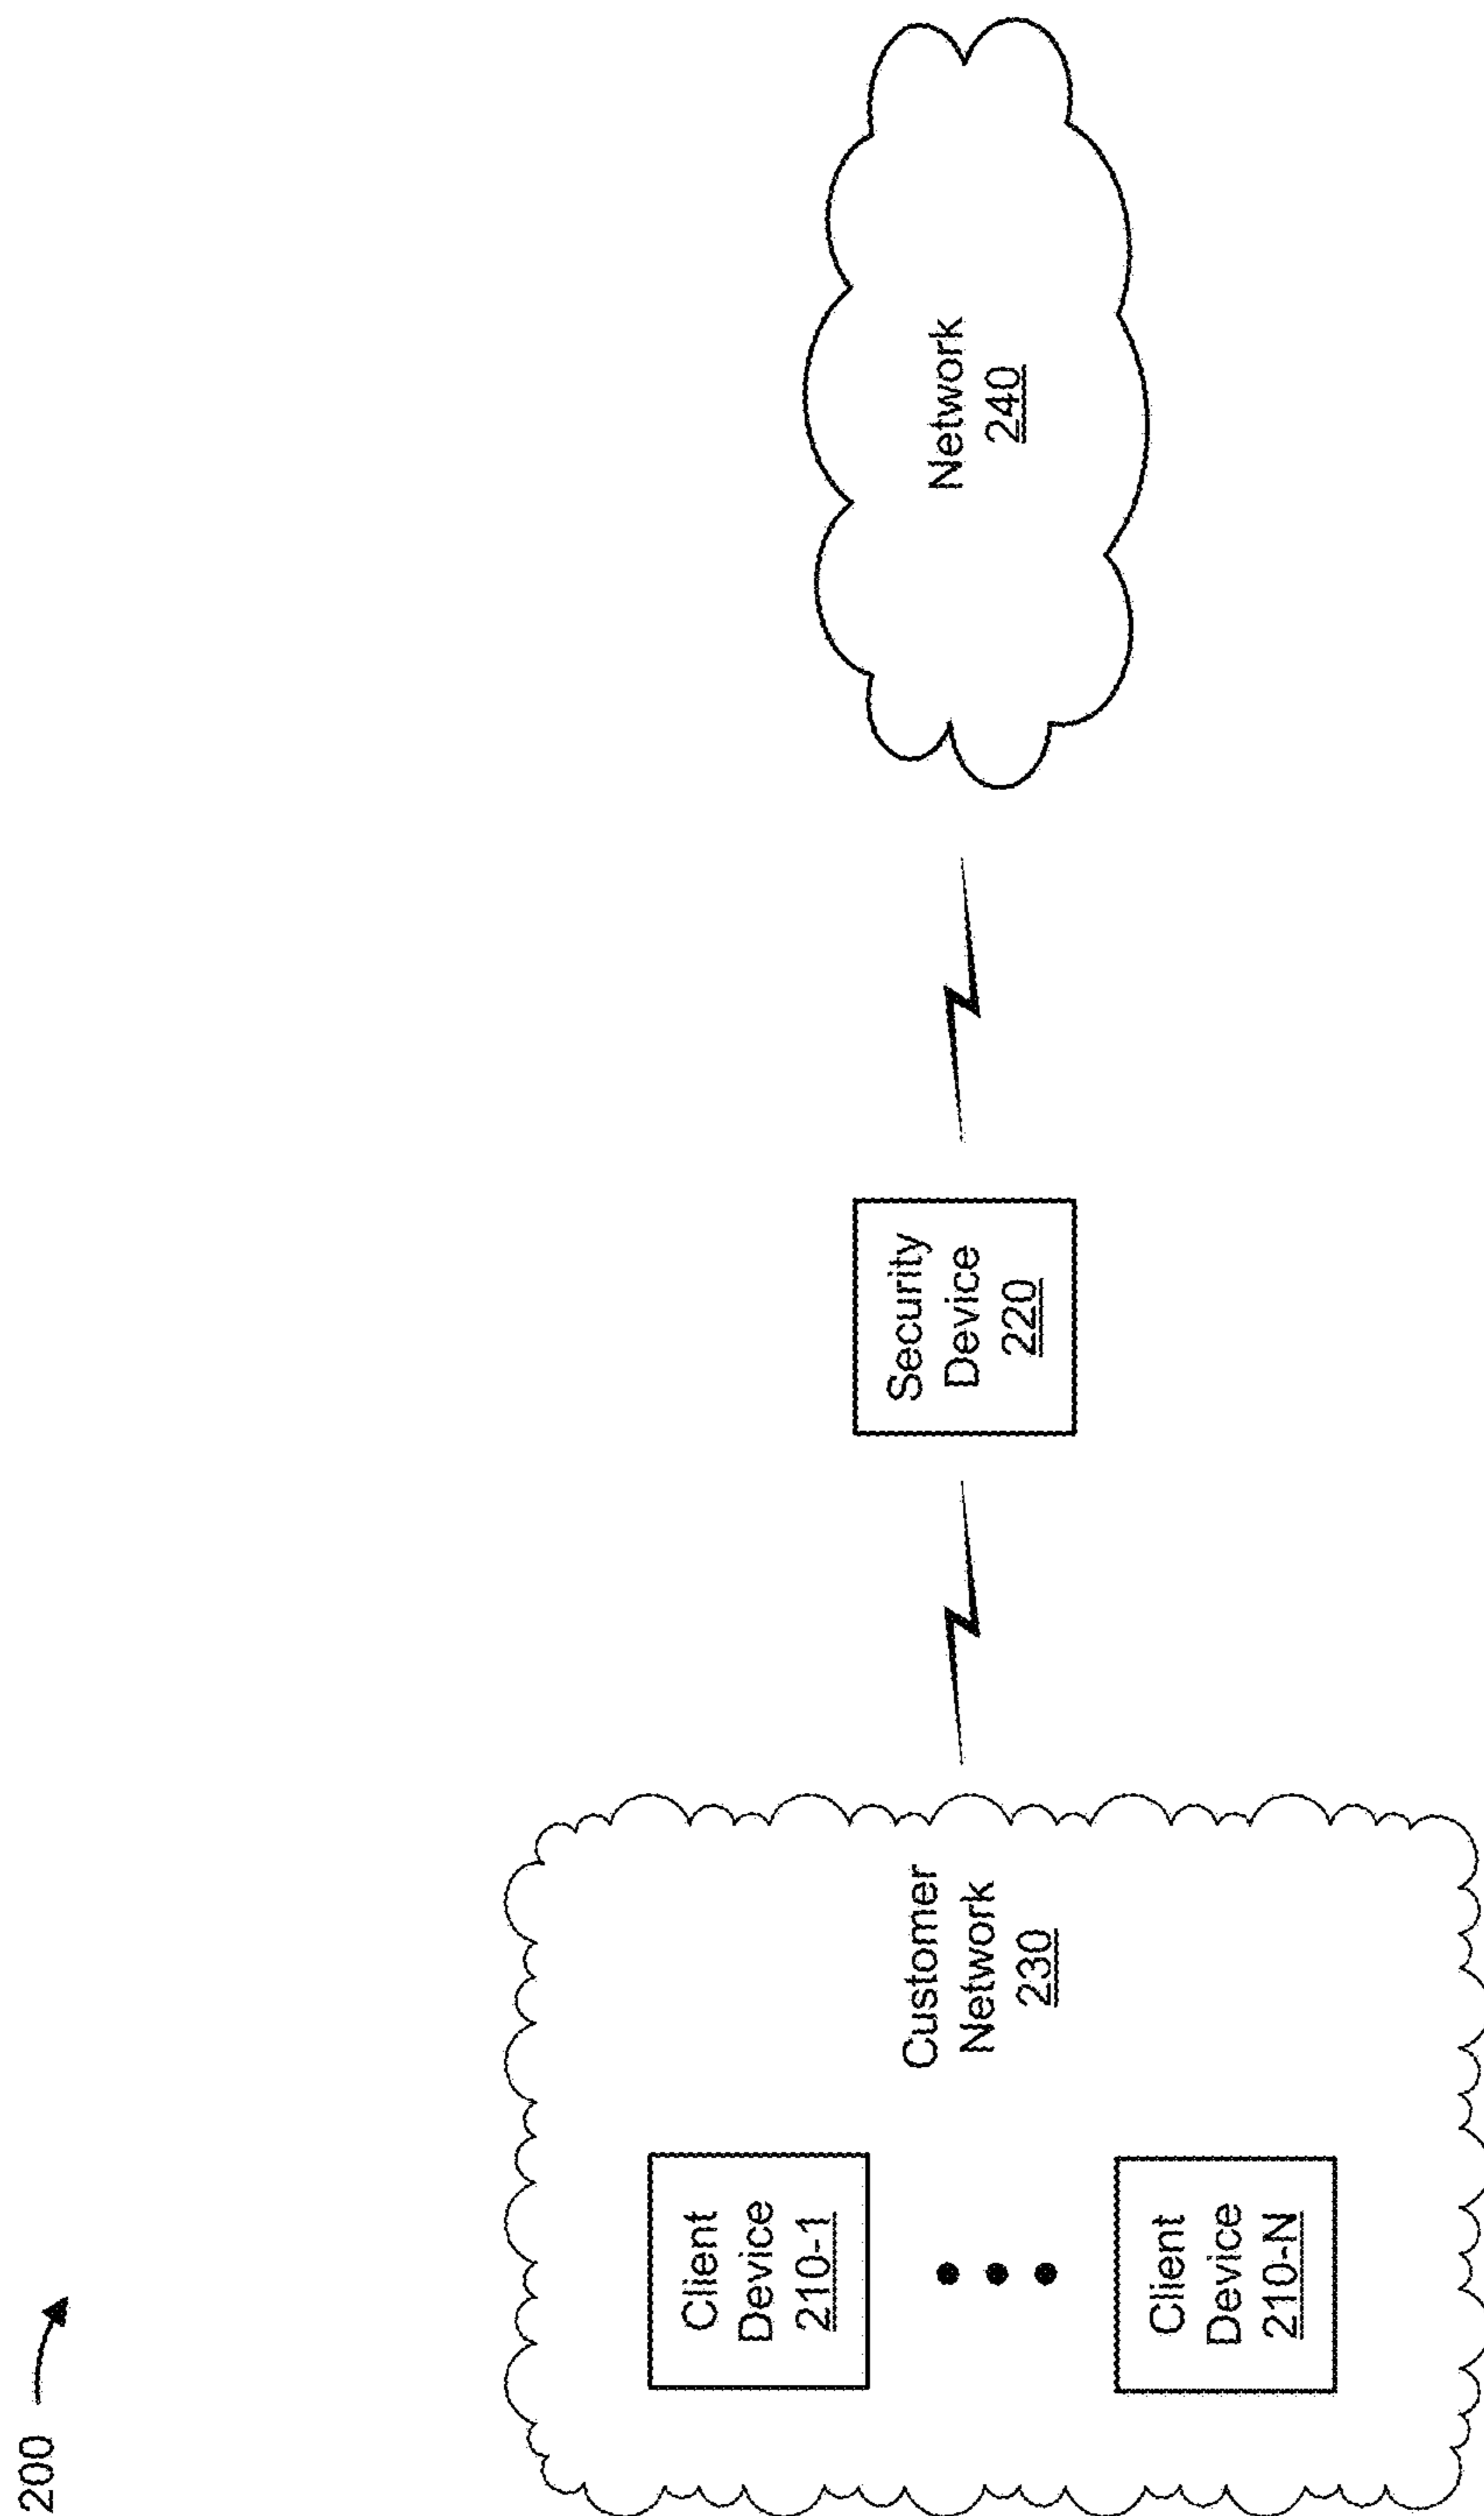 200
Client
Device
210-1
Client
Device
210-N
Customer
Network
230
Security
Device
220
Network
240